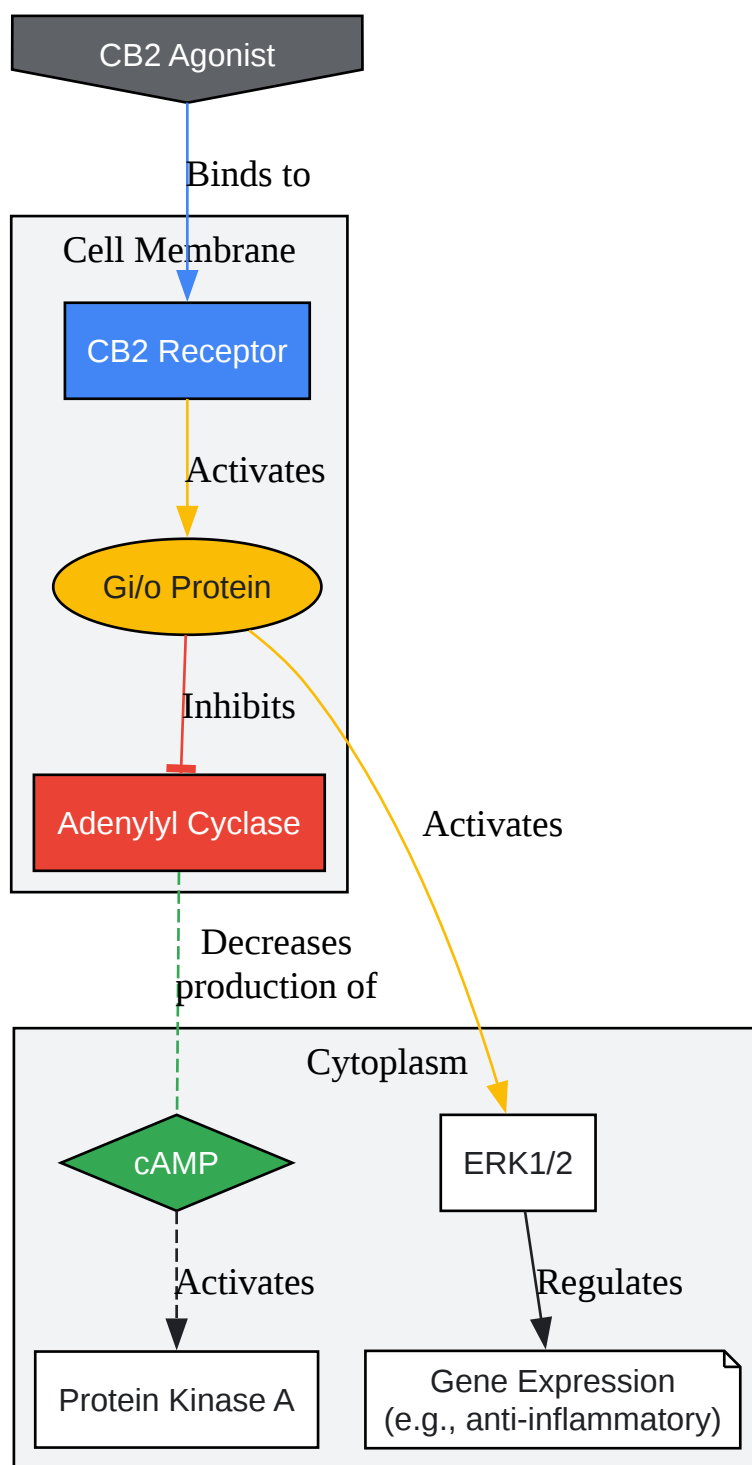 CB2 Agonist
Binds to
Cell Membrane
CB2 Receptor
Activates
Gi/o Protein
Inhibits
Adenylyl Cyclase
Activates
Decreases
production of
Cytoplasm
cAMP
ERK1/2
Activates
Regulates
Protein Kinase A
Gene Expression
(e.g., anti-inflammatory)